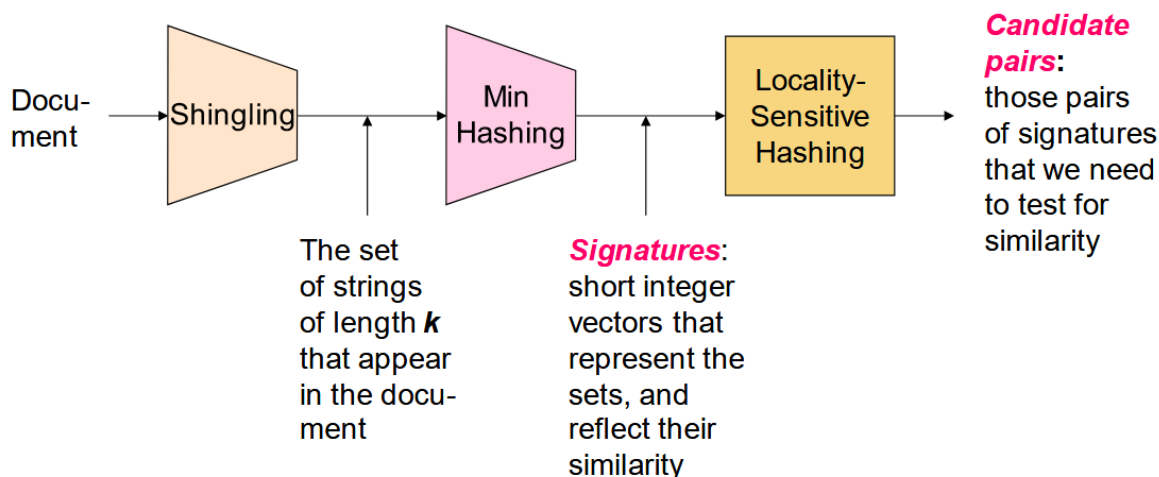 Docu-
ment
Shingling
The set
of strings
of length k
that appear
in the docu-
ment
Min
Hashing
Signatures:
short integer
vectors that
represent the
sets, and
reflect their
similarity
Locality-
Sensitive
Hashing
Candidate
pairs:
those pairs
of signatures
that we need
to test for
similarity